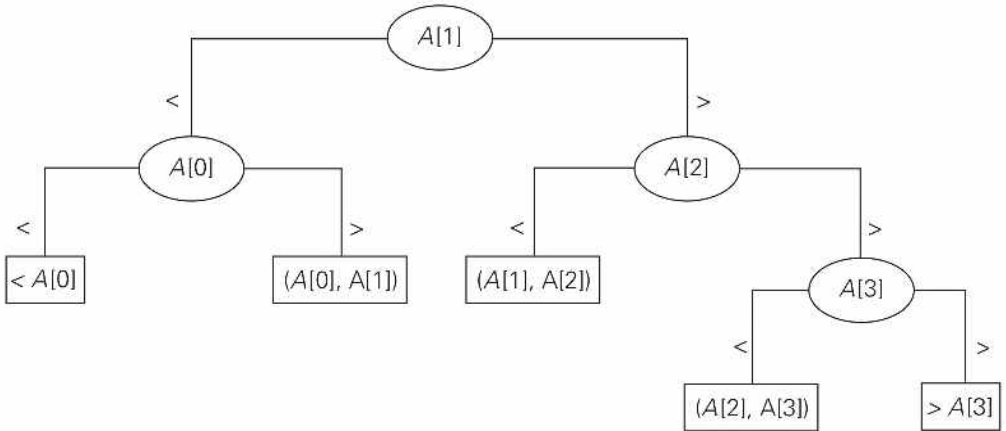 A[1]
< >
A[0] A[2]
< > < >
< A[0] (A[0], A[1]) (A[1], A[2]) A[3]
< >
(A[2], A[3]) > A[3]